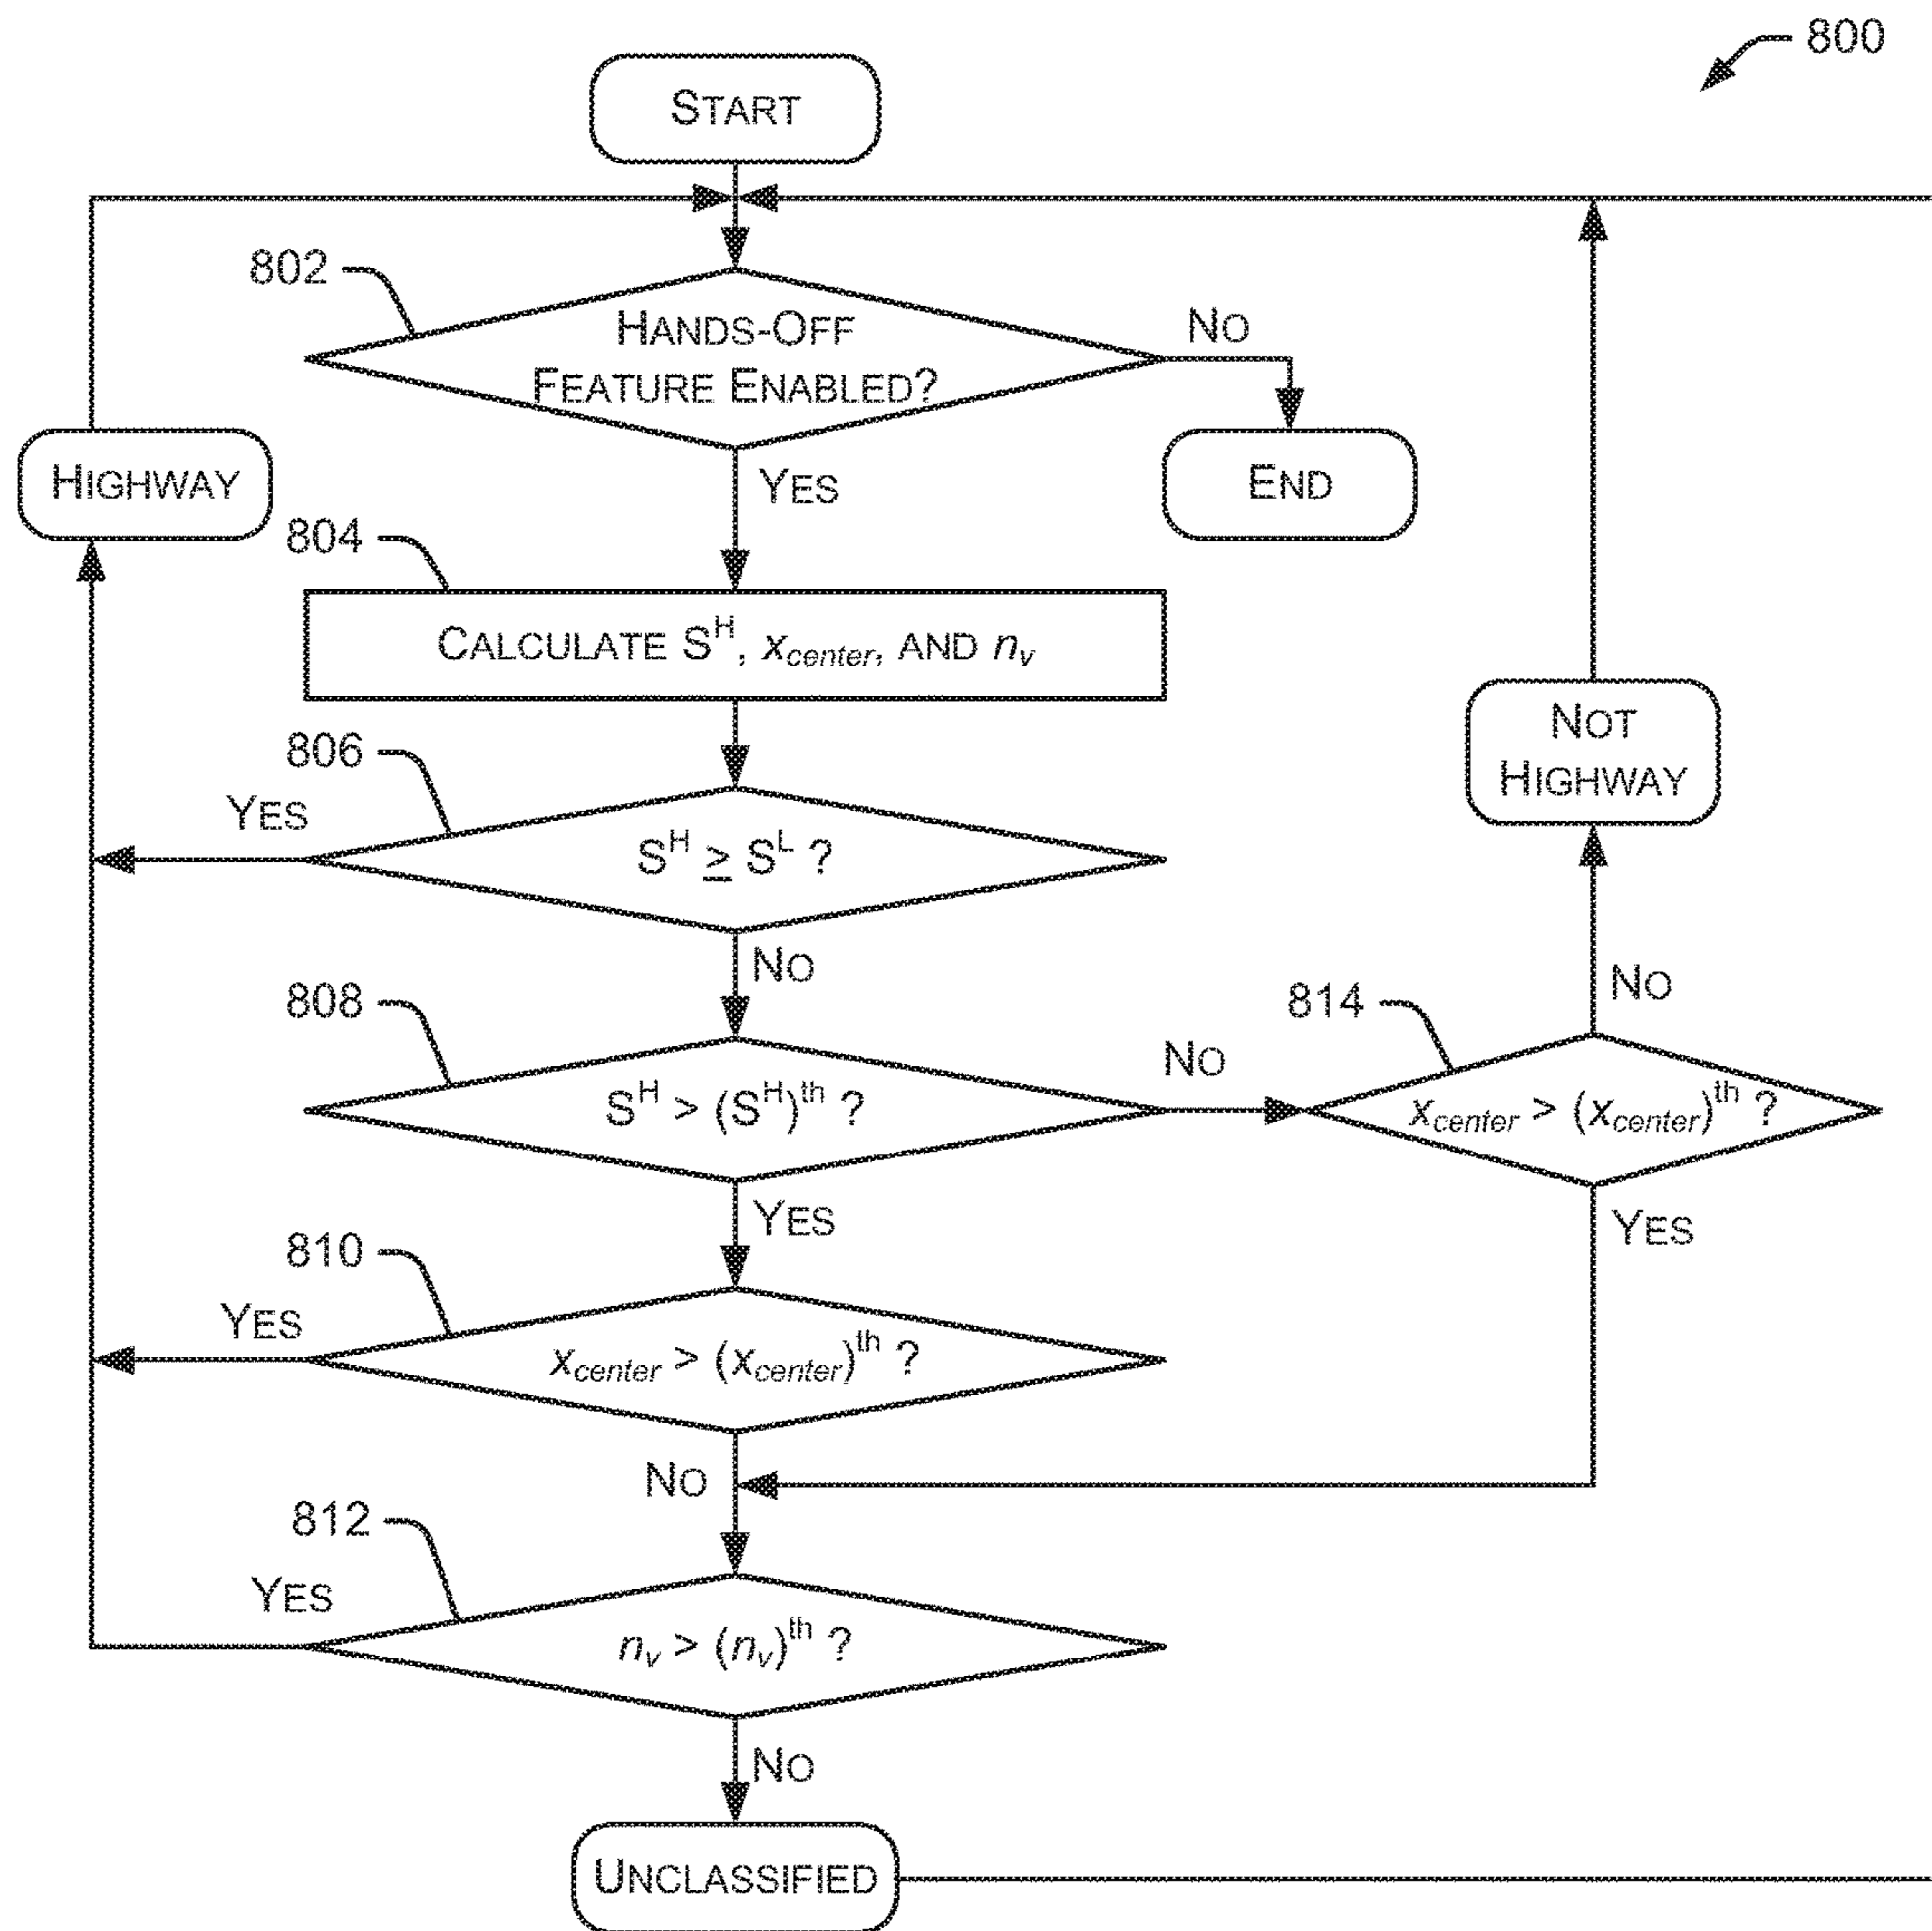 800
START
802
HANDS-OFF
FEATURE ENABLED?
NO
END
YES
HIGHWAY
804
CALCULATE S^H, x_center, AND n_v
806
YES
S^H ≥ S^L ?
NO
NOT
HIGHWAY
808
S^H > (S^H)^th ?
NO
814
NO
x_center > (x_center)^th ?
YES
YES
810
YES
x_center > (x_center)^th ?
NO
812
YES
n_v > (n_v)^th ?
NO
UNCLASSIFIED